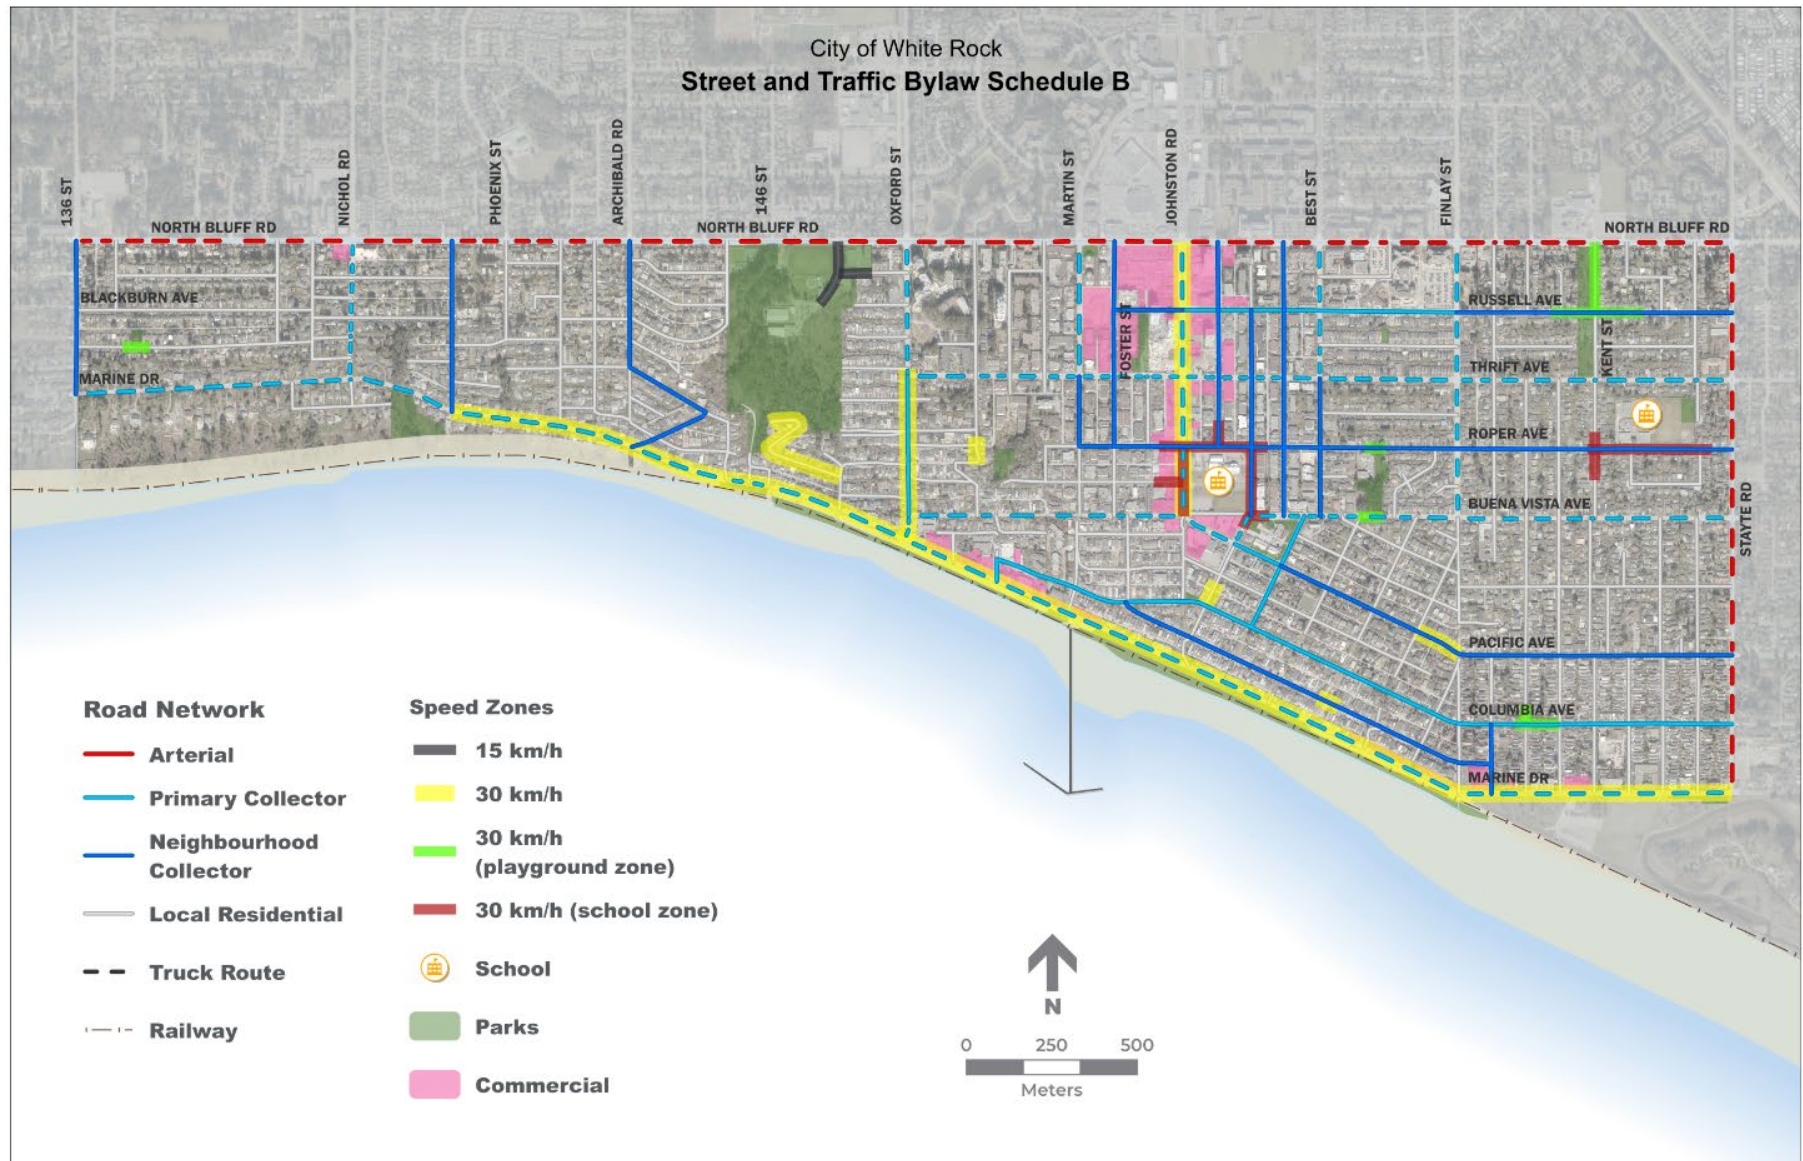 City of White Rock
Street and Traffic Bylaw Schedule B
136 ST
NICHOL RD
PHOENIX ST
ARCHIBALD RD
146 ST
OXFORD ST
MARTIN ST
JOHNSTON RD
BEST ST
FINLAY ST
NORTH BLUFF RD
NORTH BLUFF RD
NORTH BLUFF RD
BLACKBURN AVE
RUSSELL AVE
FOSTER ST
KENT ST
THRIFT AVE
MARINE DR
ROPER AVE
BUENA VISTA AVE
STAYTE RD
PACIFIC AVE
COLUMBIA AVE
MARINE DR
Road Network
Arterial
Primary Collector
Neighbourhood
Collector
Local Residential
Truck Route
Railway
Speed Zones
15 km/h
30 km/h
30 km/h
(playground zone)
30 km/h (school zone)
School
Parks
Commercial
N
0 250 500
Meters